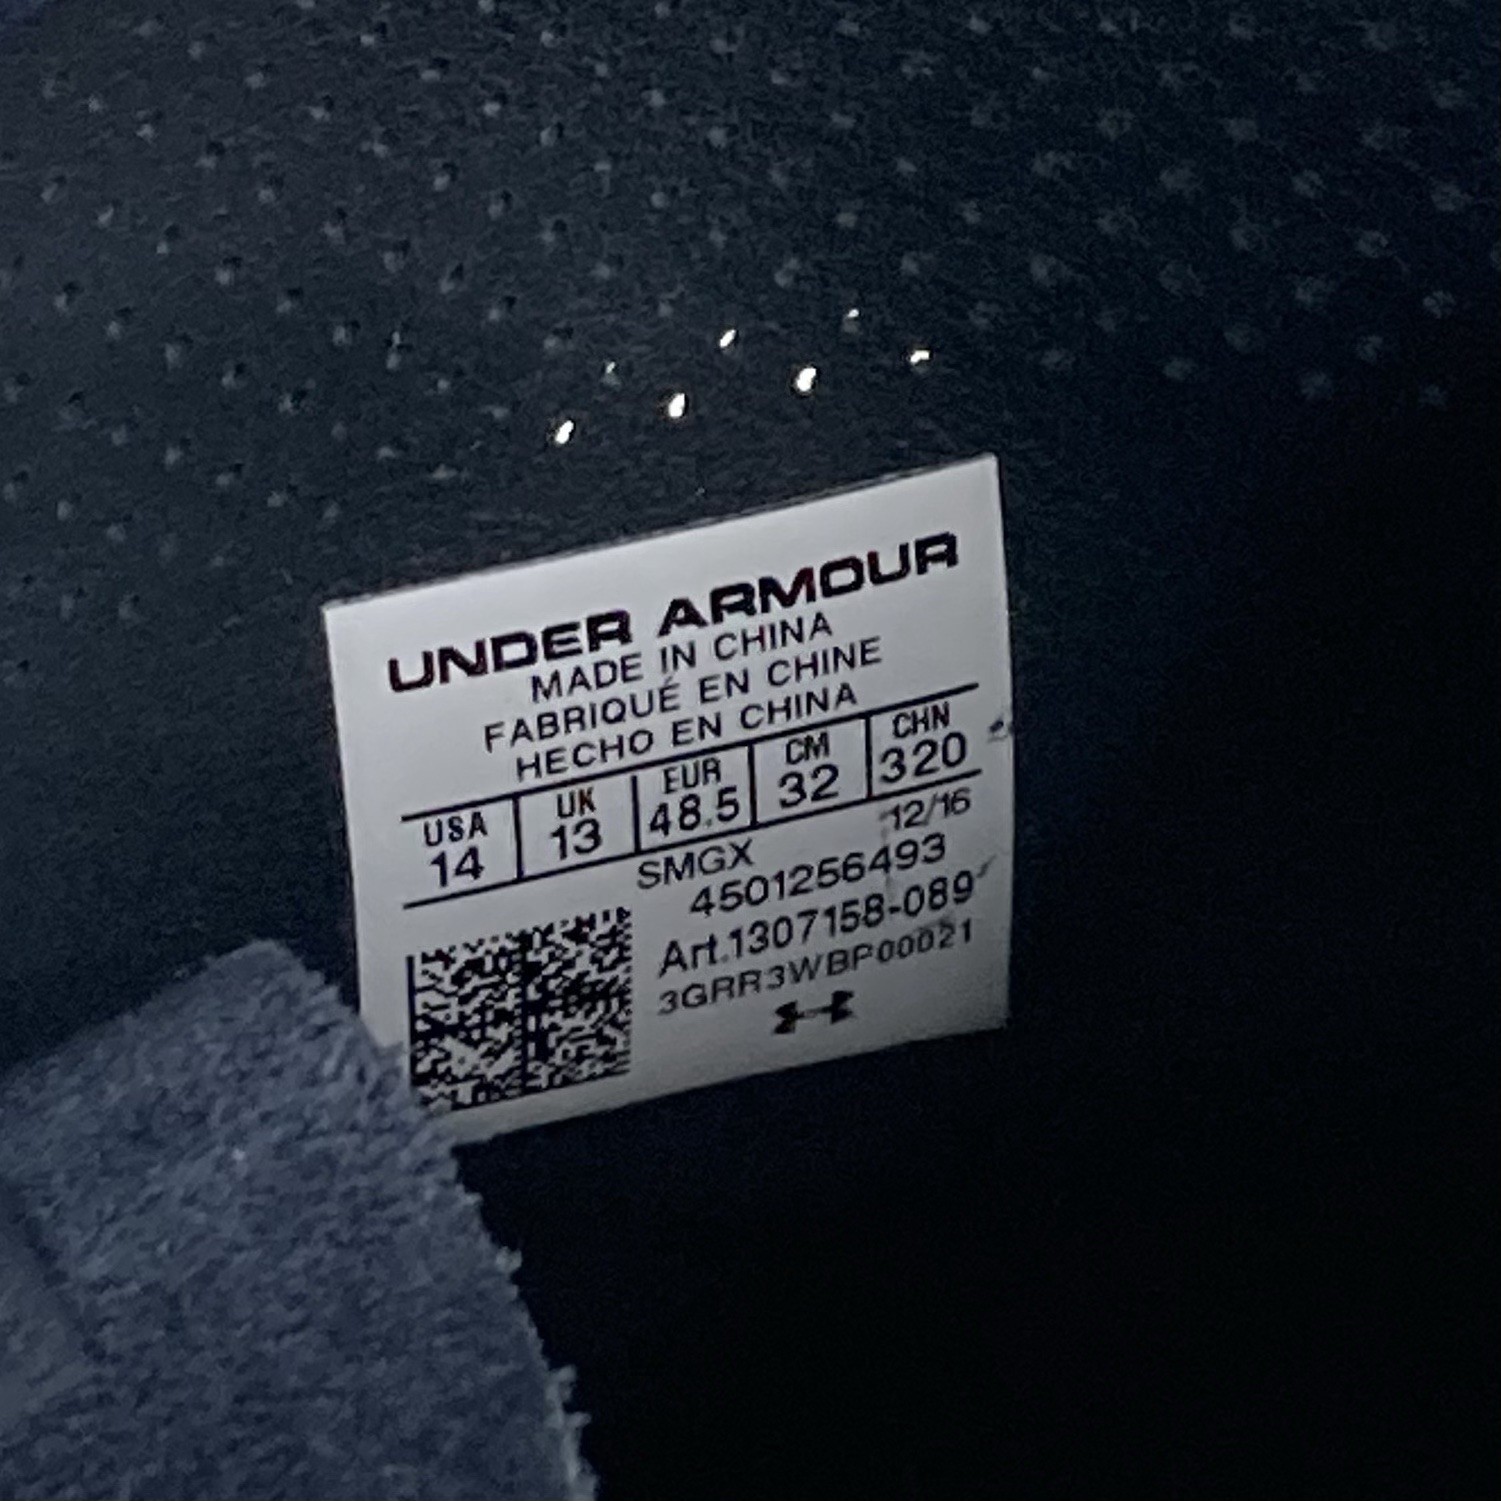 UNDER ARMOUR
MADE IN CHINA
FABRIQUÉ EN CHINE
HECHO EN CHINA
USA UK EUR CM CHN
14 13 48.5 32 320
12/16
SMGX
4501256493
Art.1307158-089
3GRR3WBP00021